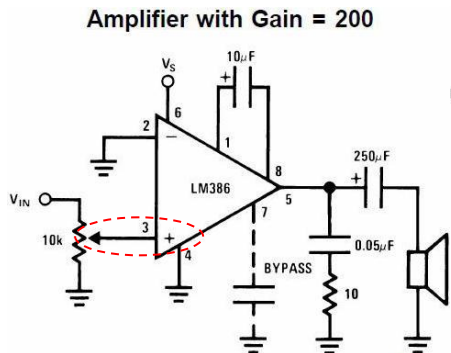 Amplifier with Gain = 200
10μF
+
VS
6
2
−
1
8
LM386
250μF
+
5
VIN
3
+
7
10k
4
0.05μF
BYPASS
10